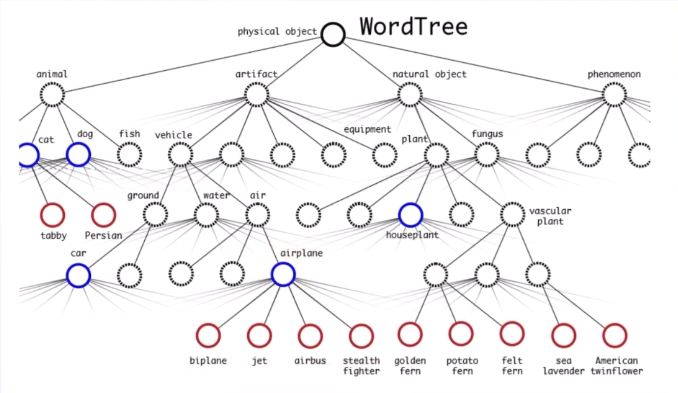 WordTree
physical object
animal
artifact
natural object
phenomenon
cat
dog
fish
vehicle
equipment
plant
fungus
tabby
Persian
ground
water
air
houseplant
vascular
plant
car
airplane
biplane
jet
airbus
stealth
fighter
golden
fern
potato
fern
felt
fern
sea
lavender
American
twinflower